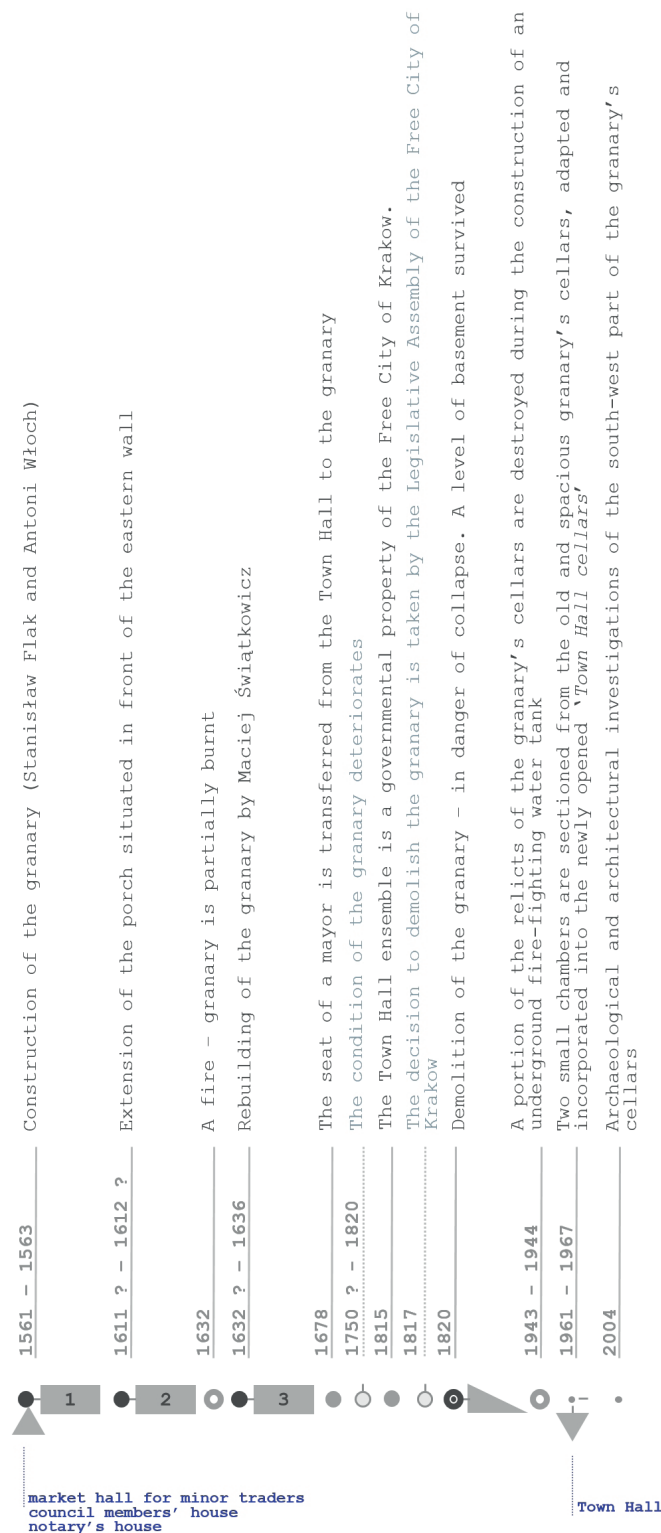 1561 – 1563
Construction of the granary (Stanisław Flak and Antoni Włoch)
1611 ? – 1612 ?
Extension of the porch situated in front of the eastern wall
1632
A fire – granary is partially burnt
1632 ? – 1636
Rebuilding of the granary by Maciej Świątkowicz
1678
The seat of a mayor is transferred from the Town Hall to the granary
1750 ? – 1820
The condition of the granary deteriorates
1815
The Town Hall ensemble is a governmental property of the Free City of Krakow.
1817
The decision to demolish the granary is taken by the Legislative Assembly of the Free City of
Krakow
1820
Demolition of the granary – in danger of collapse. A level of basement survived
1943 – 1944
A portion of the relicts of the granary’s cellars are destroyed during the construction of an
underground fire-fighting water tank
1961 – 1967
Two small chambers are sectioned from the old and spacious granary’s cellars, adapted and
incorporated into the newly opened ‘Town Hall cellars’
2004
Archaeological and architectural investigations of the south-west part of the granary’s
cellars
1
2
3
market hall for minor traders
council members’ house
notary’s house
Town Hall